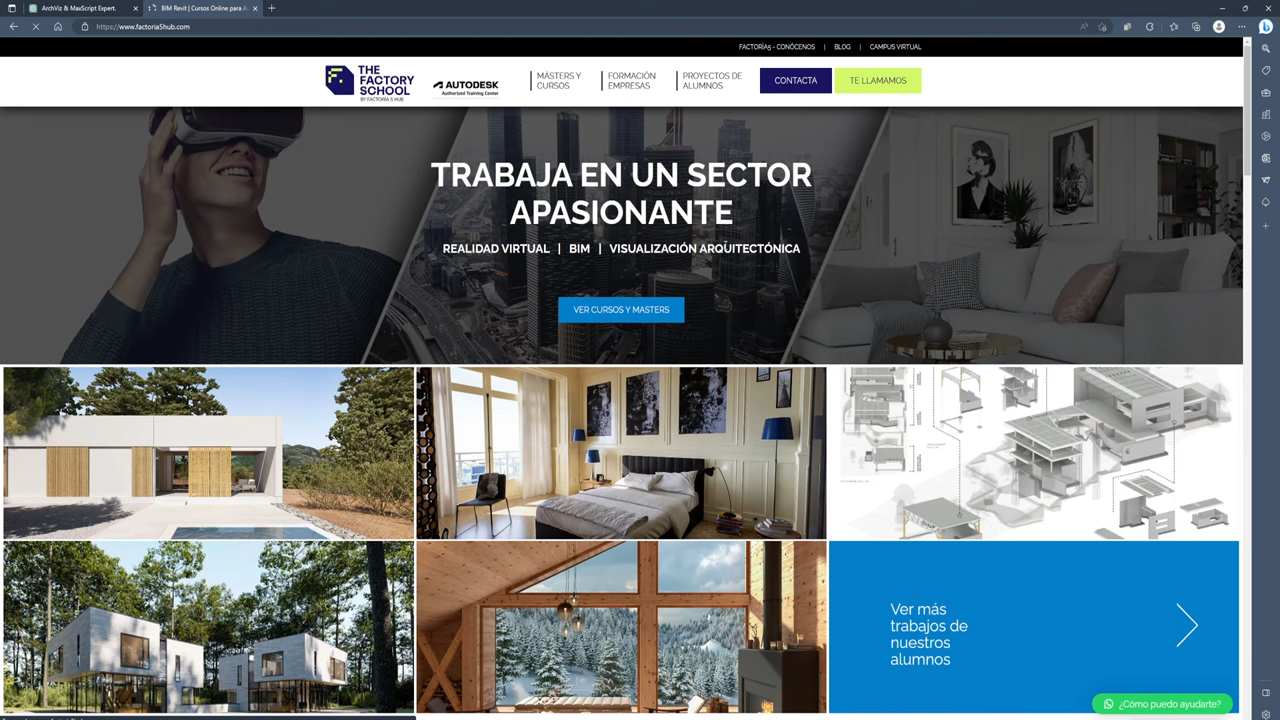 ArchViz & MaxScript Expert.
BIM Revit | Cursos Online para A
https://www.factoria5hub.com
FACTORÍA5 - CONÓCENOS | BLOG | CAMPUS VIRTUAL
THE
FACTORY
SCHOOL
BY FACTORÍA 5 HUB
AUTODESK
Authorized Training Center
MÁSTERS Y
CURSOS
FORMACIÓN
EMPRESAS
PROYECTOS DE
ALUMNOS
CONTACTA
TE LLAMAMOS
TRABAJA EN UN SECTOR
APASIONANTE
REALIDAD VIRTUAL | BIM | VISUALIZACIÓN ARQUITECTÓNICA
VER CURSOS Y MASTERS
Ver más
trabajos de
nuestros
alumnos
¿Cómo puedo ayudarte?